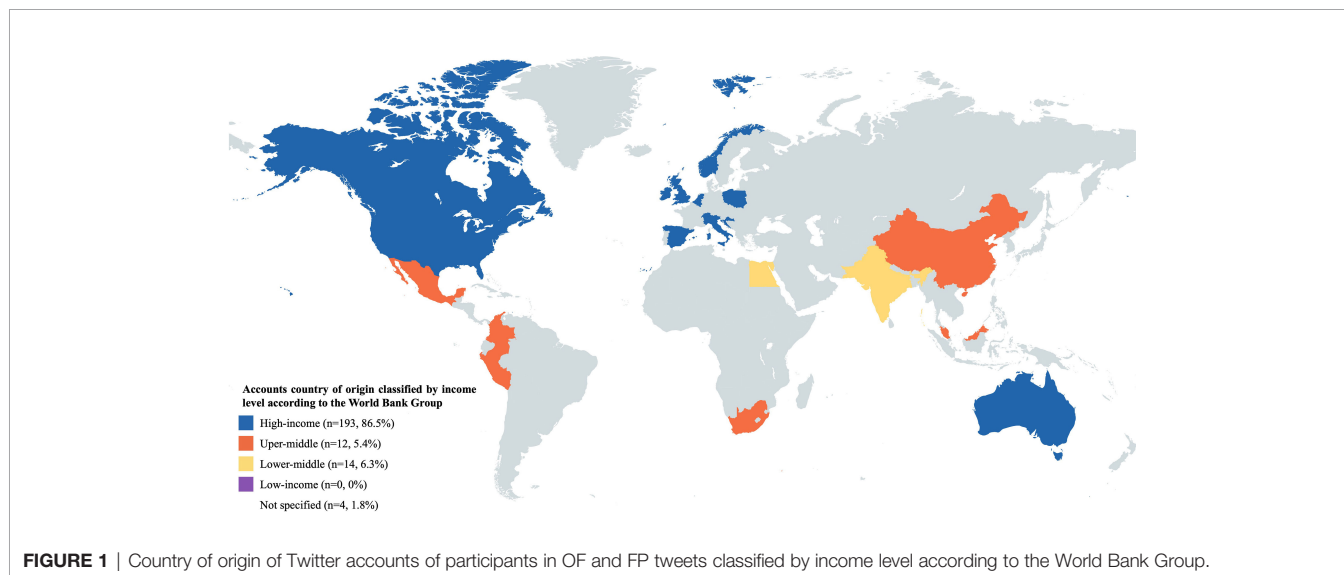 Accounts country of origin classified by income
level according to the World Bank Group
High-income (n=193, 86.5%)
Uper-middle (n=12, 5.4%)
Lower-middle (n=14, 6.3%)
Low-income (n=0, 0%)
Not specified (n=4, 1.8%)
FIGURE 1 | Country of origin of Twitter accounts of participants in OF and FP tweets classified by income level according to the World Bank Group.